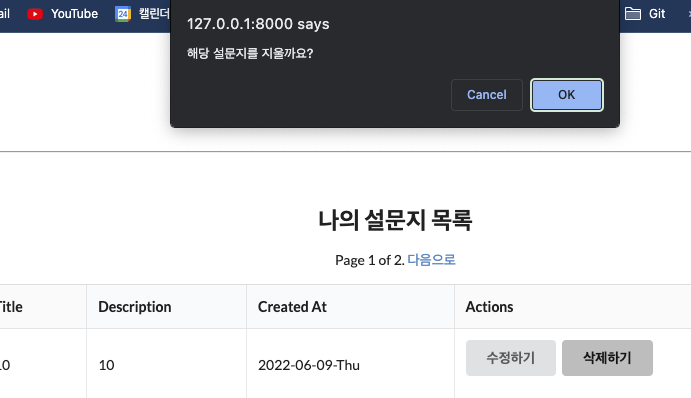 YouTube
24
캘린더
Git
127.0.0.1:8000 says
해당 설문지를 지울까요?
Cancel
OK
나의 설문지 목록
Page 1 of 2. 다음으로
Title
Description
Created At
Actions
10
2022-06-09-Thu
수정하기
삭제하기